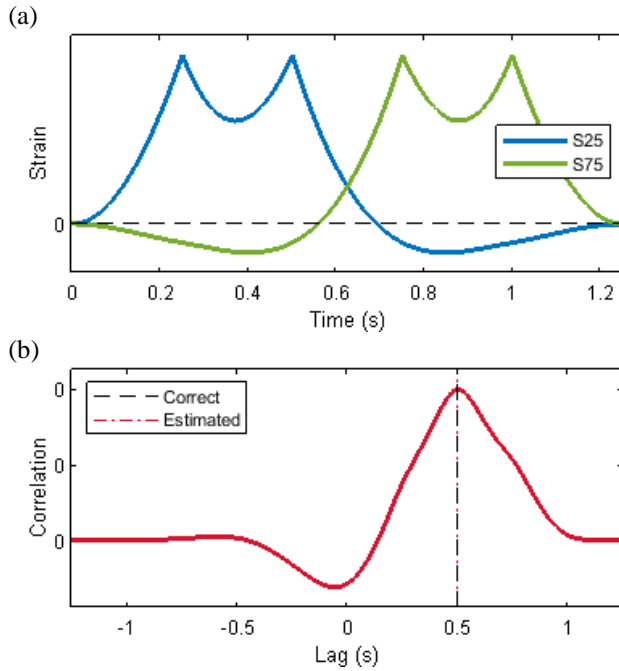 (a)
Strain
0
S25
S75
0 0.2 0.4 0.6 0.8 1 1.2
Time (s)
(b)
Correlation
0
0
0
Correct
Estimated
-1 -0.5 0 0.5 1
Lag (s)